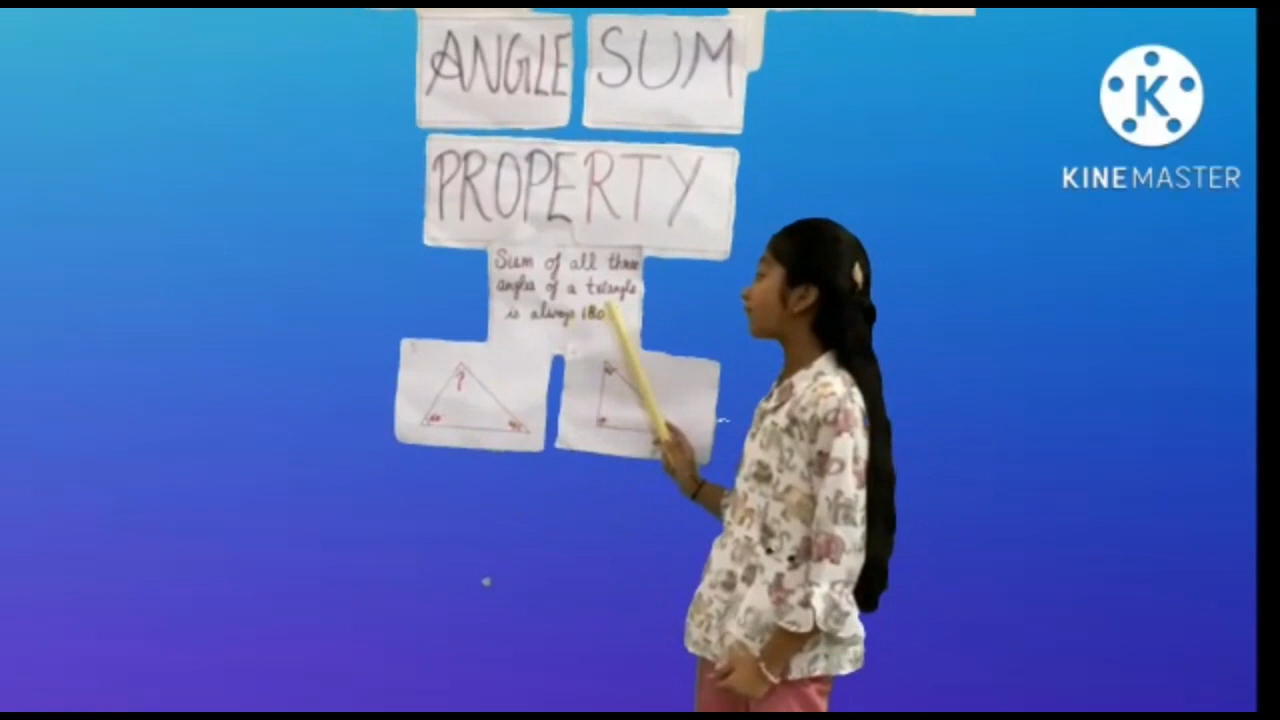 ANGLE SUM
PROPERTY
Sum of all three
angles of a triangle
is always 180
?
K
KINEMASTER